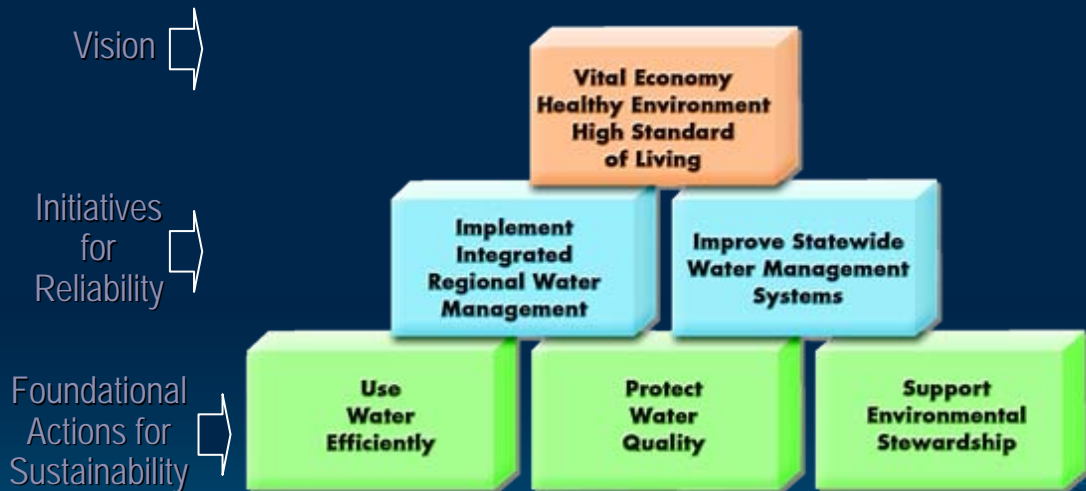 Vision
Vital Economy
Healthy Environment
High Standard
of Living
Initiatives
for
Reliability
Implement
Integrated
Regional Water
Management
Improve Statewide
Water Management
Systems
Foundational
Actions for
Sustainability
Use
Water
Efficiently
Protect
Water
Quality
Support
Environmental
Stewardship